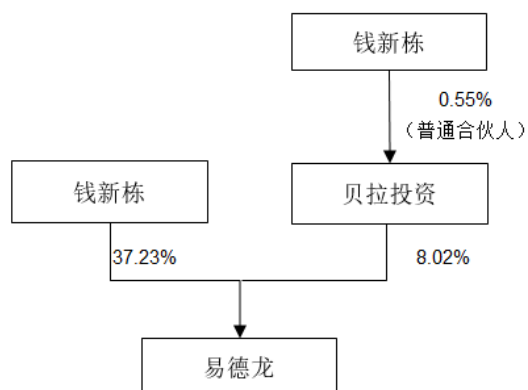 钱新栋
0.55%
（普通合伙人）
钱新栋
贝拉投资
37.23%
8.02%
易德龙